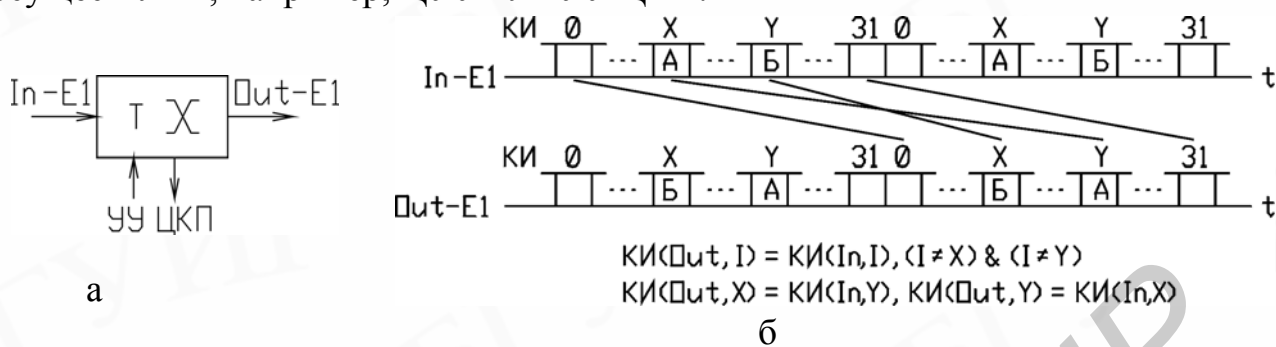 КИ 0 X Y 31 0 X Y 31
... А ... Б ... ... А ... Б ...
In-E1 t
In-E1 T Out-E1
УУ ЦКП
КИ 0 X Y 31 0 X Y 31
... Б ... А ... ... Б ... А ...
Out-E1 t
КИ(Out,I) = КИ(In,I),(I≠X) & (I≠Y)
КИ(Out,X) = КИ(In,Y), КИ(Out,Y) = КИ(In,X)
а
б